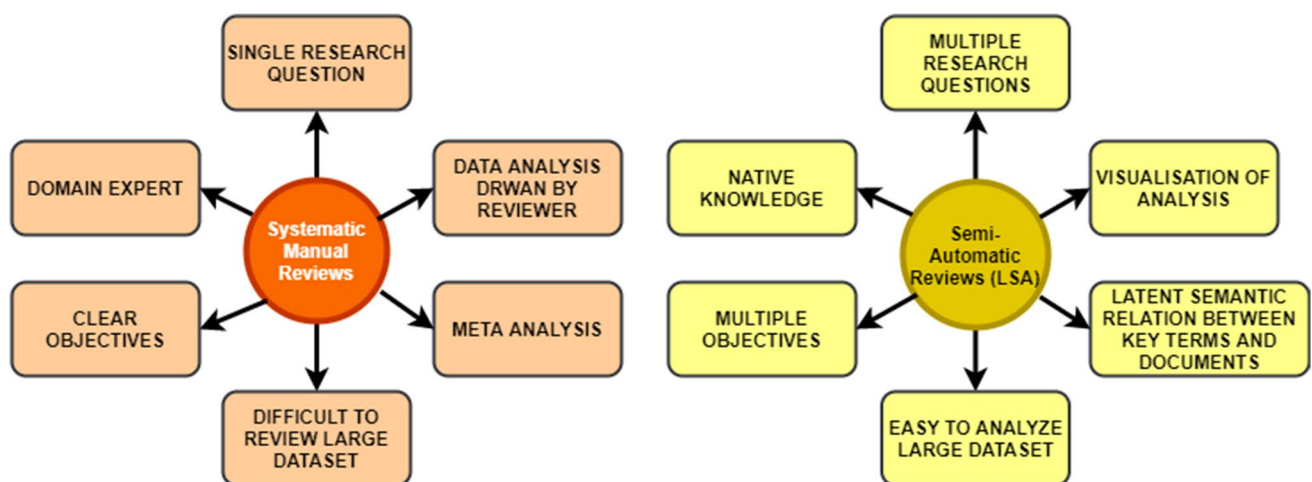 SINGLE RESEARCH
QUESTION
DOMAIN EXPERT
DATA ANALYSIS
DRWAN BY
REVIEWER
Systematic
Manual
Reviews
CLEAR
OBJECTIVES
META ANALYSIS
DIFFICULT TO
REVIEW LARGE
DATASET
MULTIPLE
RESEARCH
QUESTIONS
NATIVE
KNOWLEDGE
VISUALISATION OF
ANALYSIS
Semi-
Automatic
Reviews (LSA)
MULTIPLE
OBJECTIVES
LATENT SEMANTIC
RELATION BETWEEN
KEY TERMS AND
DOCUMENTS
EASY TO ANALYZE
LARGE DATASET